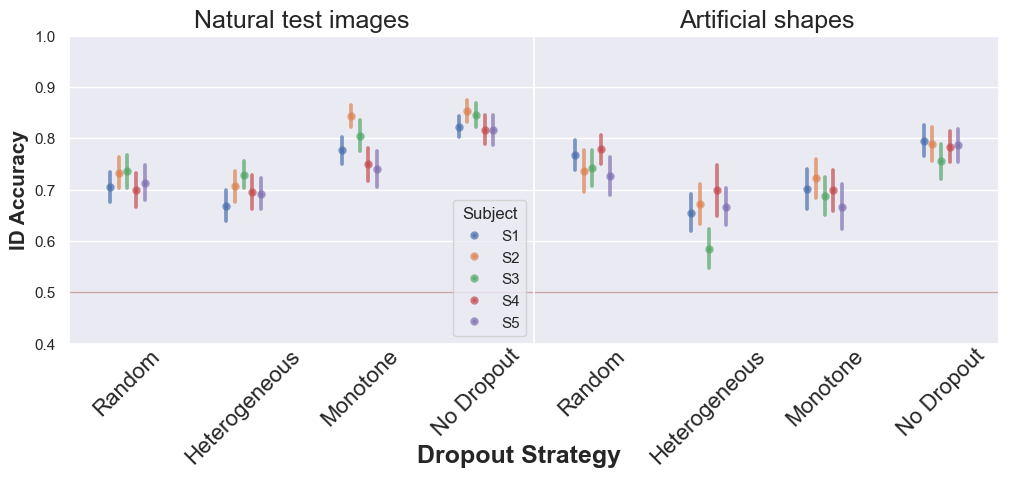 Natural test images
Artificial shapes
1.0
0.9
0.8
0.7
0.6
0.5
0.4
ID Accuracy
Subject
S1
S2
S3
S4
S5
Random
Heterogeneous
Monotone
No Dropout
Random
Heterogeneous
Monotone
No Dropout
Dropout Strategy